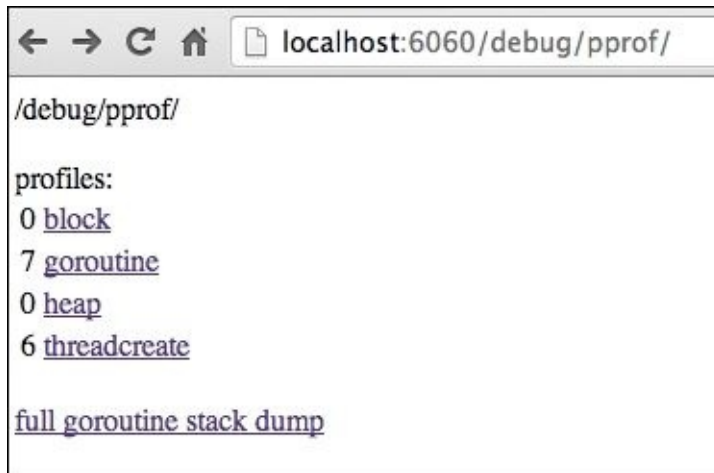 localhost:6060/debug/pprof/
/debug/pprof/
profiles:
0 block
7 goroutine
0 heap
6 threadcreate
full goroutine stack dump